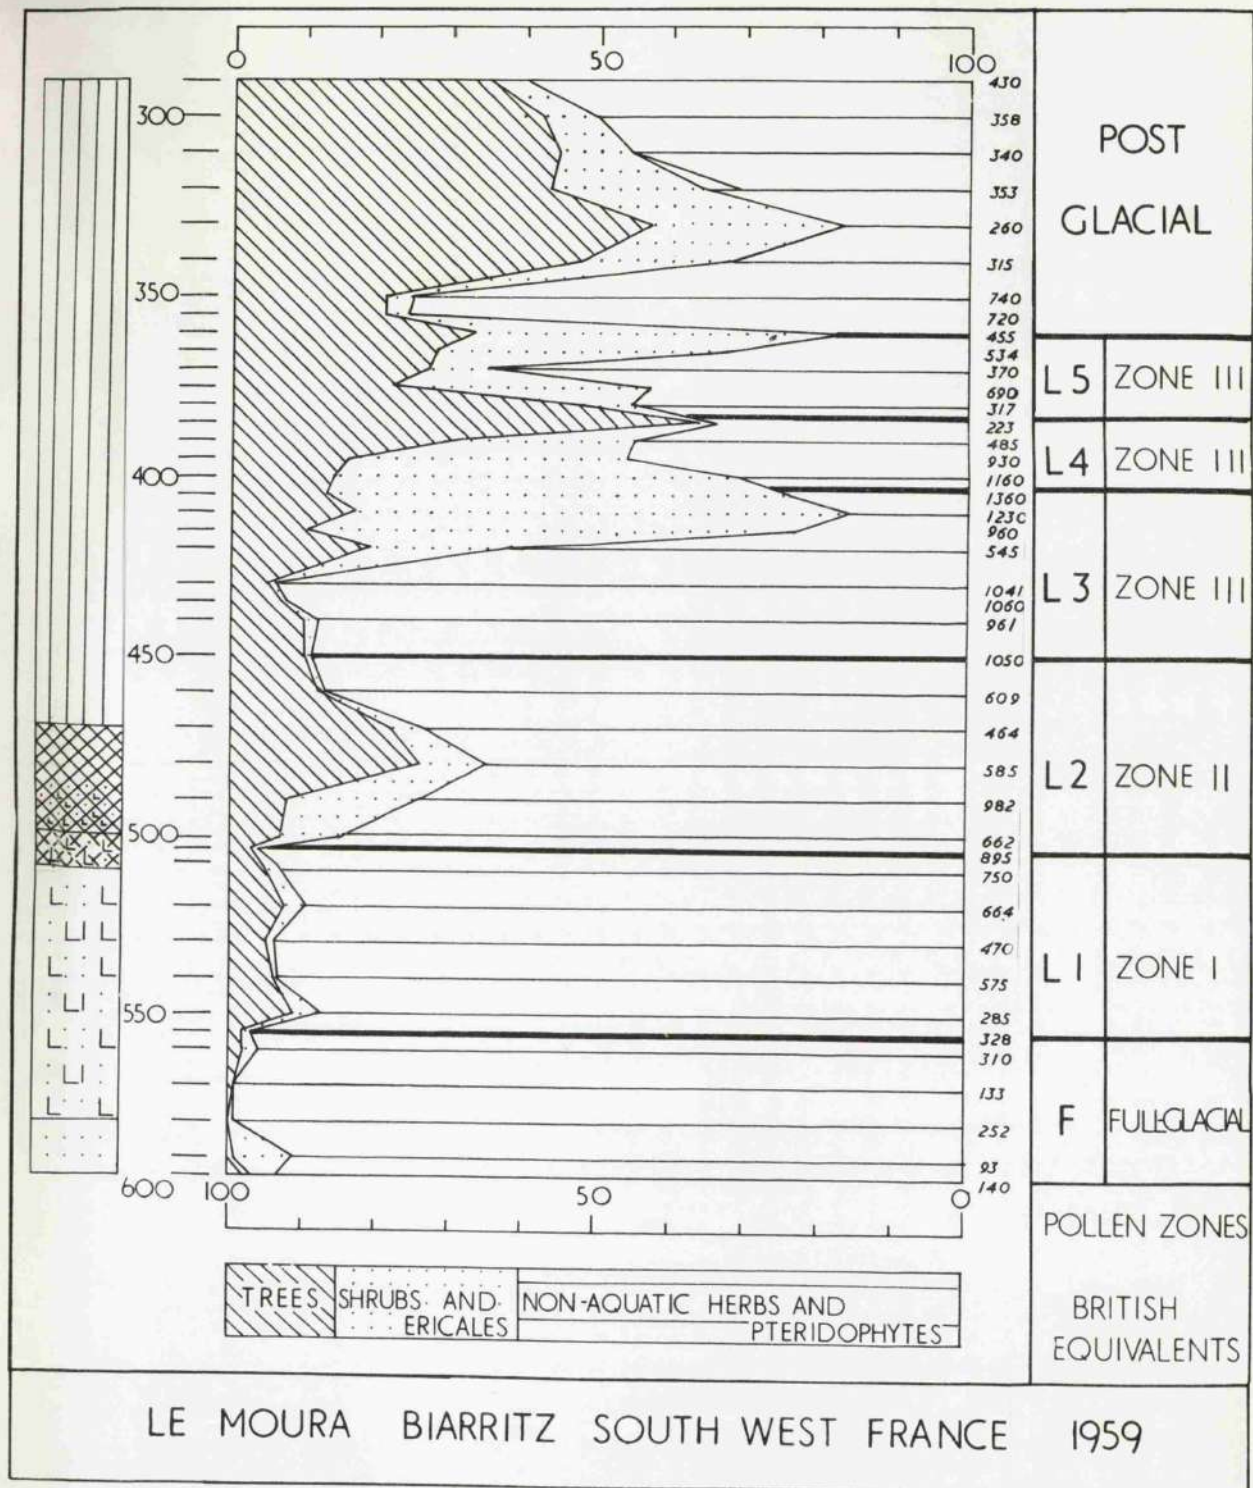 0 50 100
300
350
400
450
500
550
600
430
358
340
353
260
315
740
720
455
534
370
690
317
223
485
930
1160
1360
1230
960
545
1041
1060
961
1050
609
464
585
982
662
895
750
664
470
575
285
328
310
133
252
93
140
100 50 0
POST
GLACIAL
L 5 ZONE III
L 4 ZONE III
L 3 ZONE III
L 2 ZONE II
L 1 ZONE I
F FULL-GLACIAL
POLLEN ZONES
BRITISH
EQUIVALENTS
TREES
SHRUBS AND
ERICALES
NON-AQUATIC HERBS AND
PTERIDOPHYTES
LE MOURA BIARRITZ SOUTH WEST FRANCE 1959